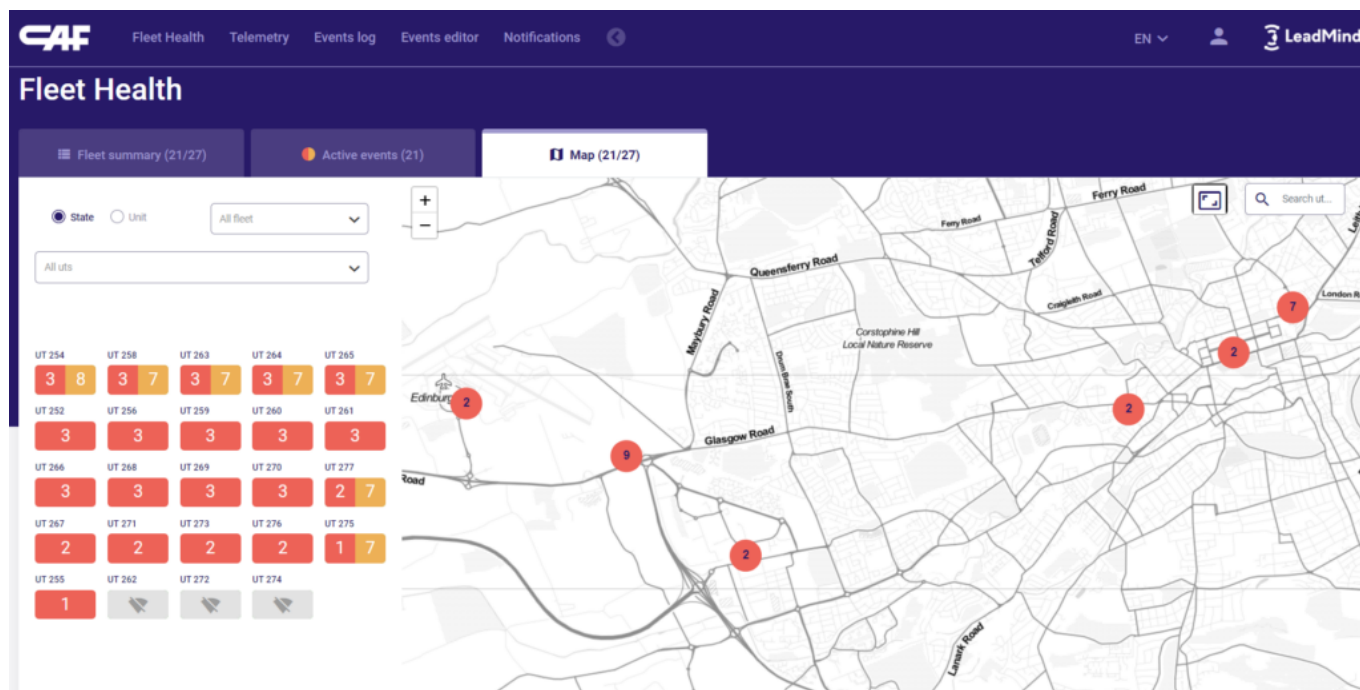 CAF Fleet Health Telemetry Events log Events editor Notifications EN LeadMind
Fleet Health
Fleet summary (21/27) Active events (21) Map (21/27)
State Unit All fleet
All uts
UT 254 UT 258 UT 263 UT 264 UT 265
3 8 3 7 3 7 3 7 3 7
UT 252 UT 256 UT 259 UT 260 UT 261
3 3 3 3 3
UT 266 UT 268 UT 269 UT 270 UT 277
3 3 3 3 2 7
UT 267 UT 271 UT 273 UT 276 UT 275
2 2 2 2 1 7
UT 255 UT 262 UT 272 UT 274
1
+
−
Search ut...
Ferry Road
Ferry Road
Telford Road
Leith
Queensferry Road
Craigleith Road
London R
7
Maybury Road
Corstophine Hill
Local Nature Reserve
2
Drum Brae South
Edinburg
2
2
Glasgow Road
9
Road
2
Lanark Road